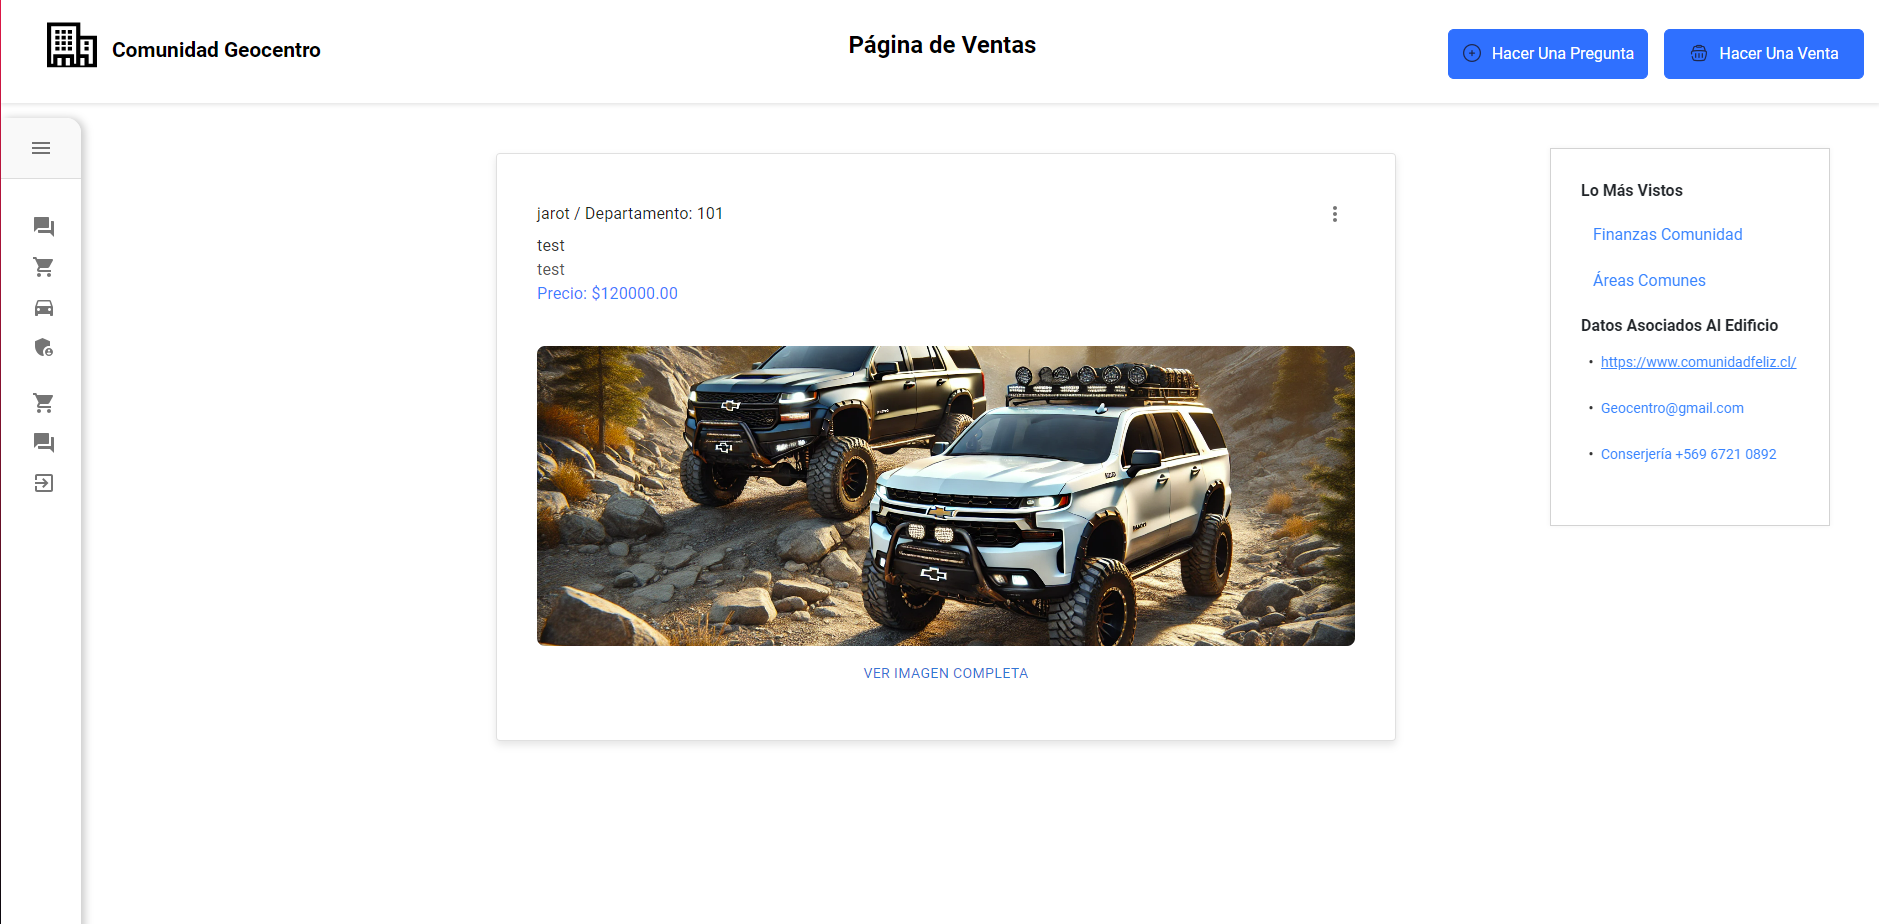 Comunidad Geocentro
Página de Ventas
Hacer Una Pregunta
Hacer Una Venta
jarot / Departamento: 101
test
test
Precio: $120000.00
VER IMAGEN COMPLETA
Lo Más Vistos
Finanzas Comunidad
Áreas Comunes
Datos Asociados Al Edificio
• https://www.comunidadfeliz.cl/
• Geocentro@gmail.com
• Conserjería +569 6721 0892